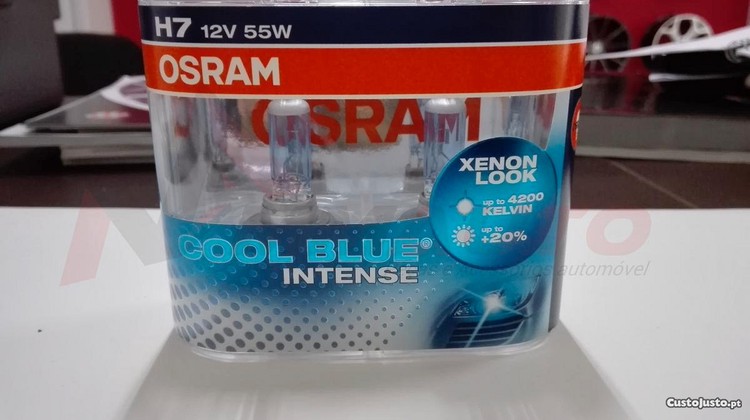 H7 12V 55W
OSRAM
OSRAM
XENON
LOOK
up to 4200
KELVIN
up to
+20%
COOL BLUE®
INTENSE
automóvel
CustoJusto.pt